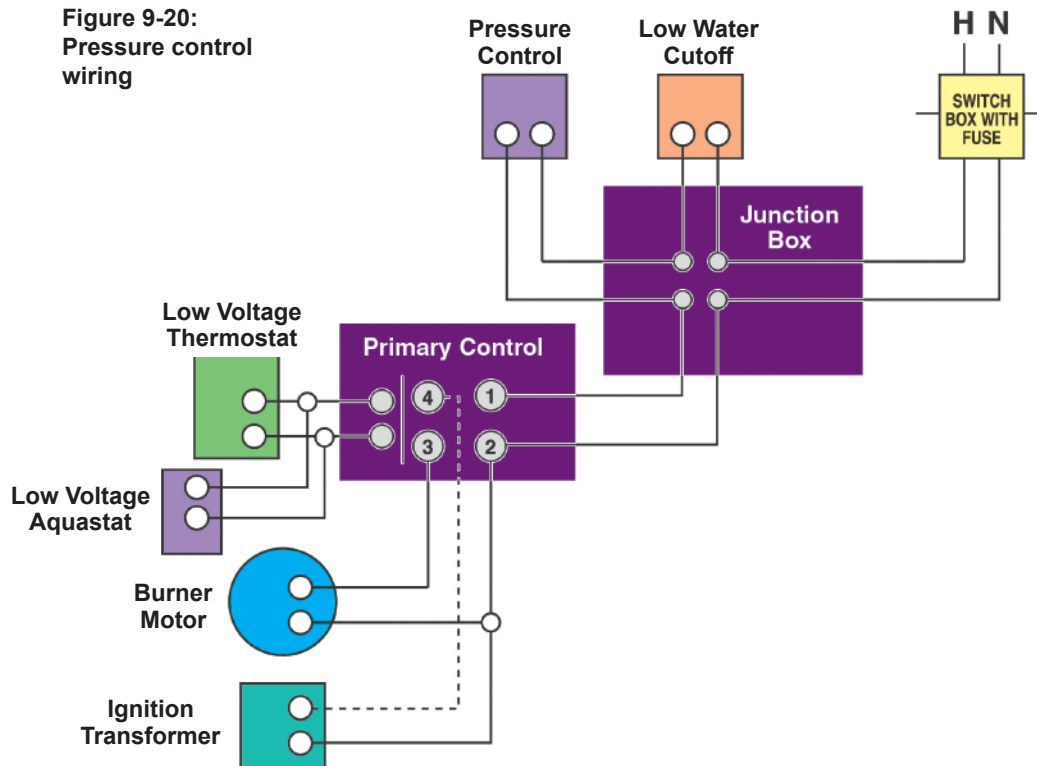 Figure 9-20:
Pressure control
wiring
Pressure
Control
Low Water
Cutoff
H N
SWITCH
BOX WITH
FUSE
Junction
Box
Low Voltage
Thermostat
Primary Control
4
1
3
2
Low Voltage
Aquastat
Burner
Motor
Ignition
Transformer